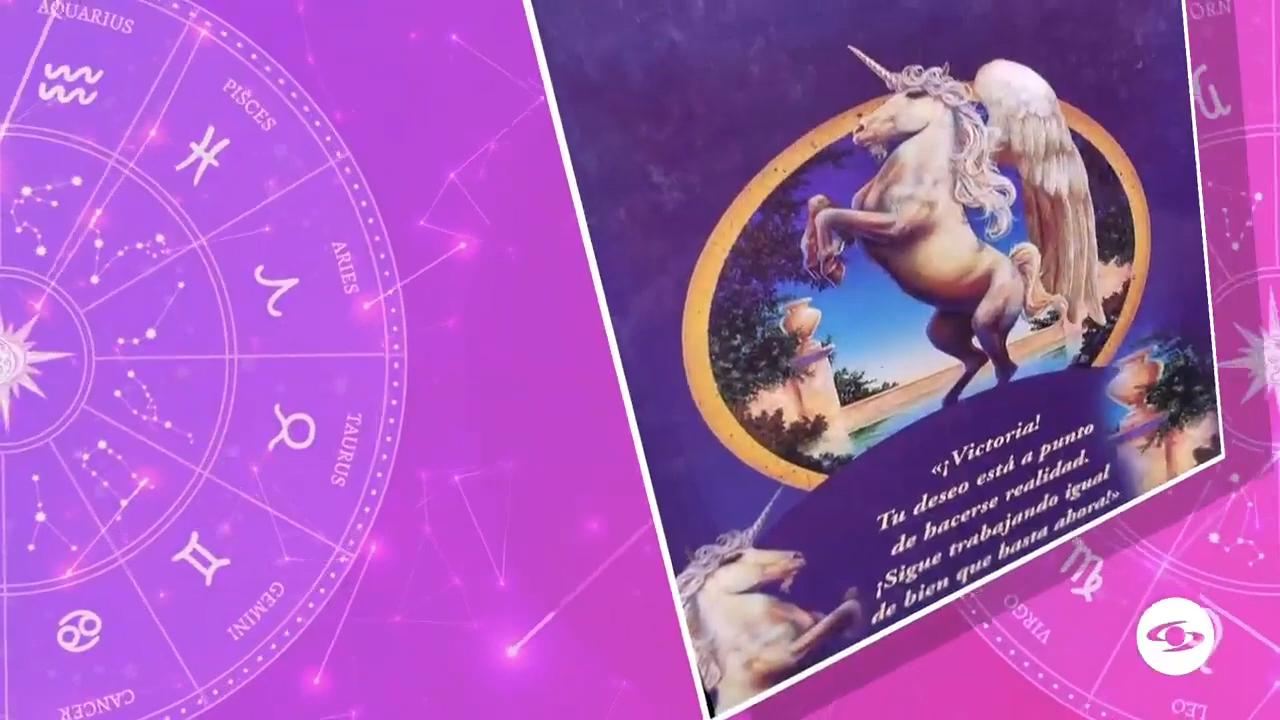 AQUARIUS
PISCES
ARIES
TAURUS
GEMINI
CANCER
«¡Victoria!
Tu deseo está a punto
de hacerse realidad.
¡Sigue trabajando igual
de bien que hasta ahora!»
ORN
VIRGO
LEO